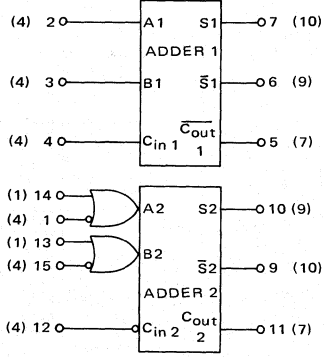 (4) 2 A1 S1 7 (10)
ADDER 1
(4) 3 B1 S̅1 6 (9)
(4) 4 Cin 1 C̅o̅u̅t̅ 1 5 (7)
(1) 14
(4) 1 A2 S2 10 (9)
(1) 13
(4) 15 B2 S̅2 9 (10)
ADDER 2
(4) 12 Cin 2 Cout 2 11 (7)